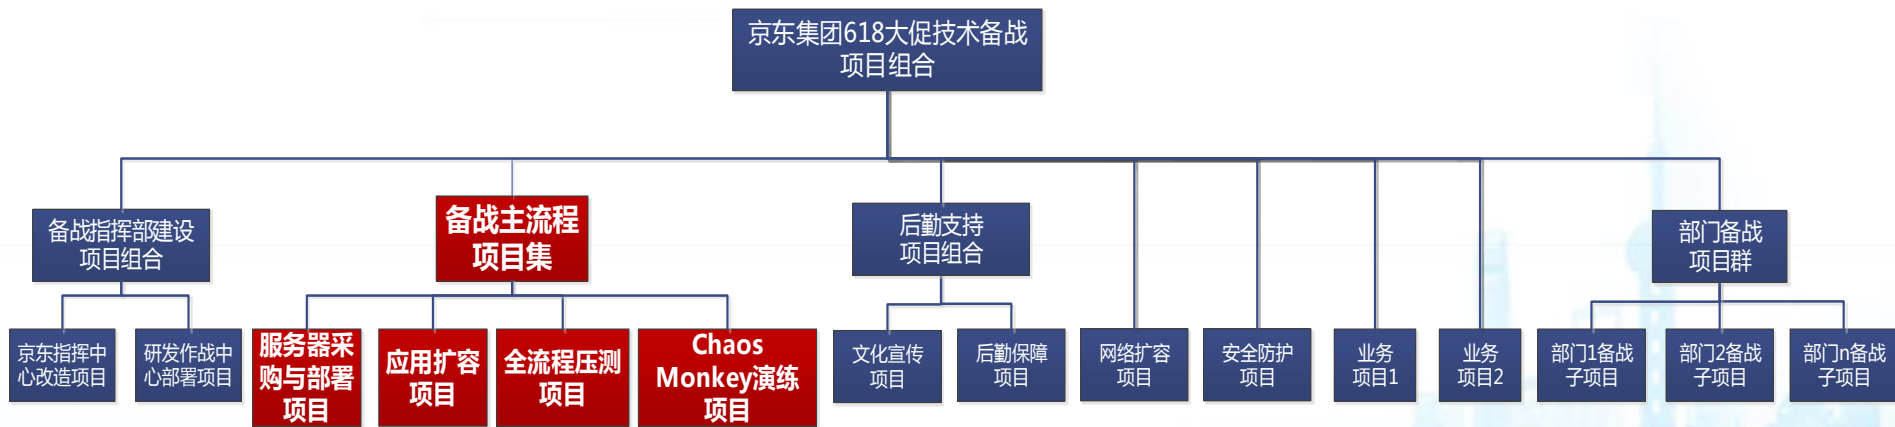 京东集团618大促技术备战
项目组合
备战指挥部建设
项目组合
备战主流程
项目集
后勤支持
项目组合
部门备战
项目群
京东指挥中
心改造项目
研发作战中
心部署项目
服务器采
购与部署
项目
应用扩容
项目
全流程压测
项目
Chaos
Monkey演练
项目
文化宣传
项目
后勤保障
项目
网络扩容
项目
安全防护
项目
业务
项目1
业务
项目2
部门1备战
子项目
部门2备战
子项目
部门n备战
子项目